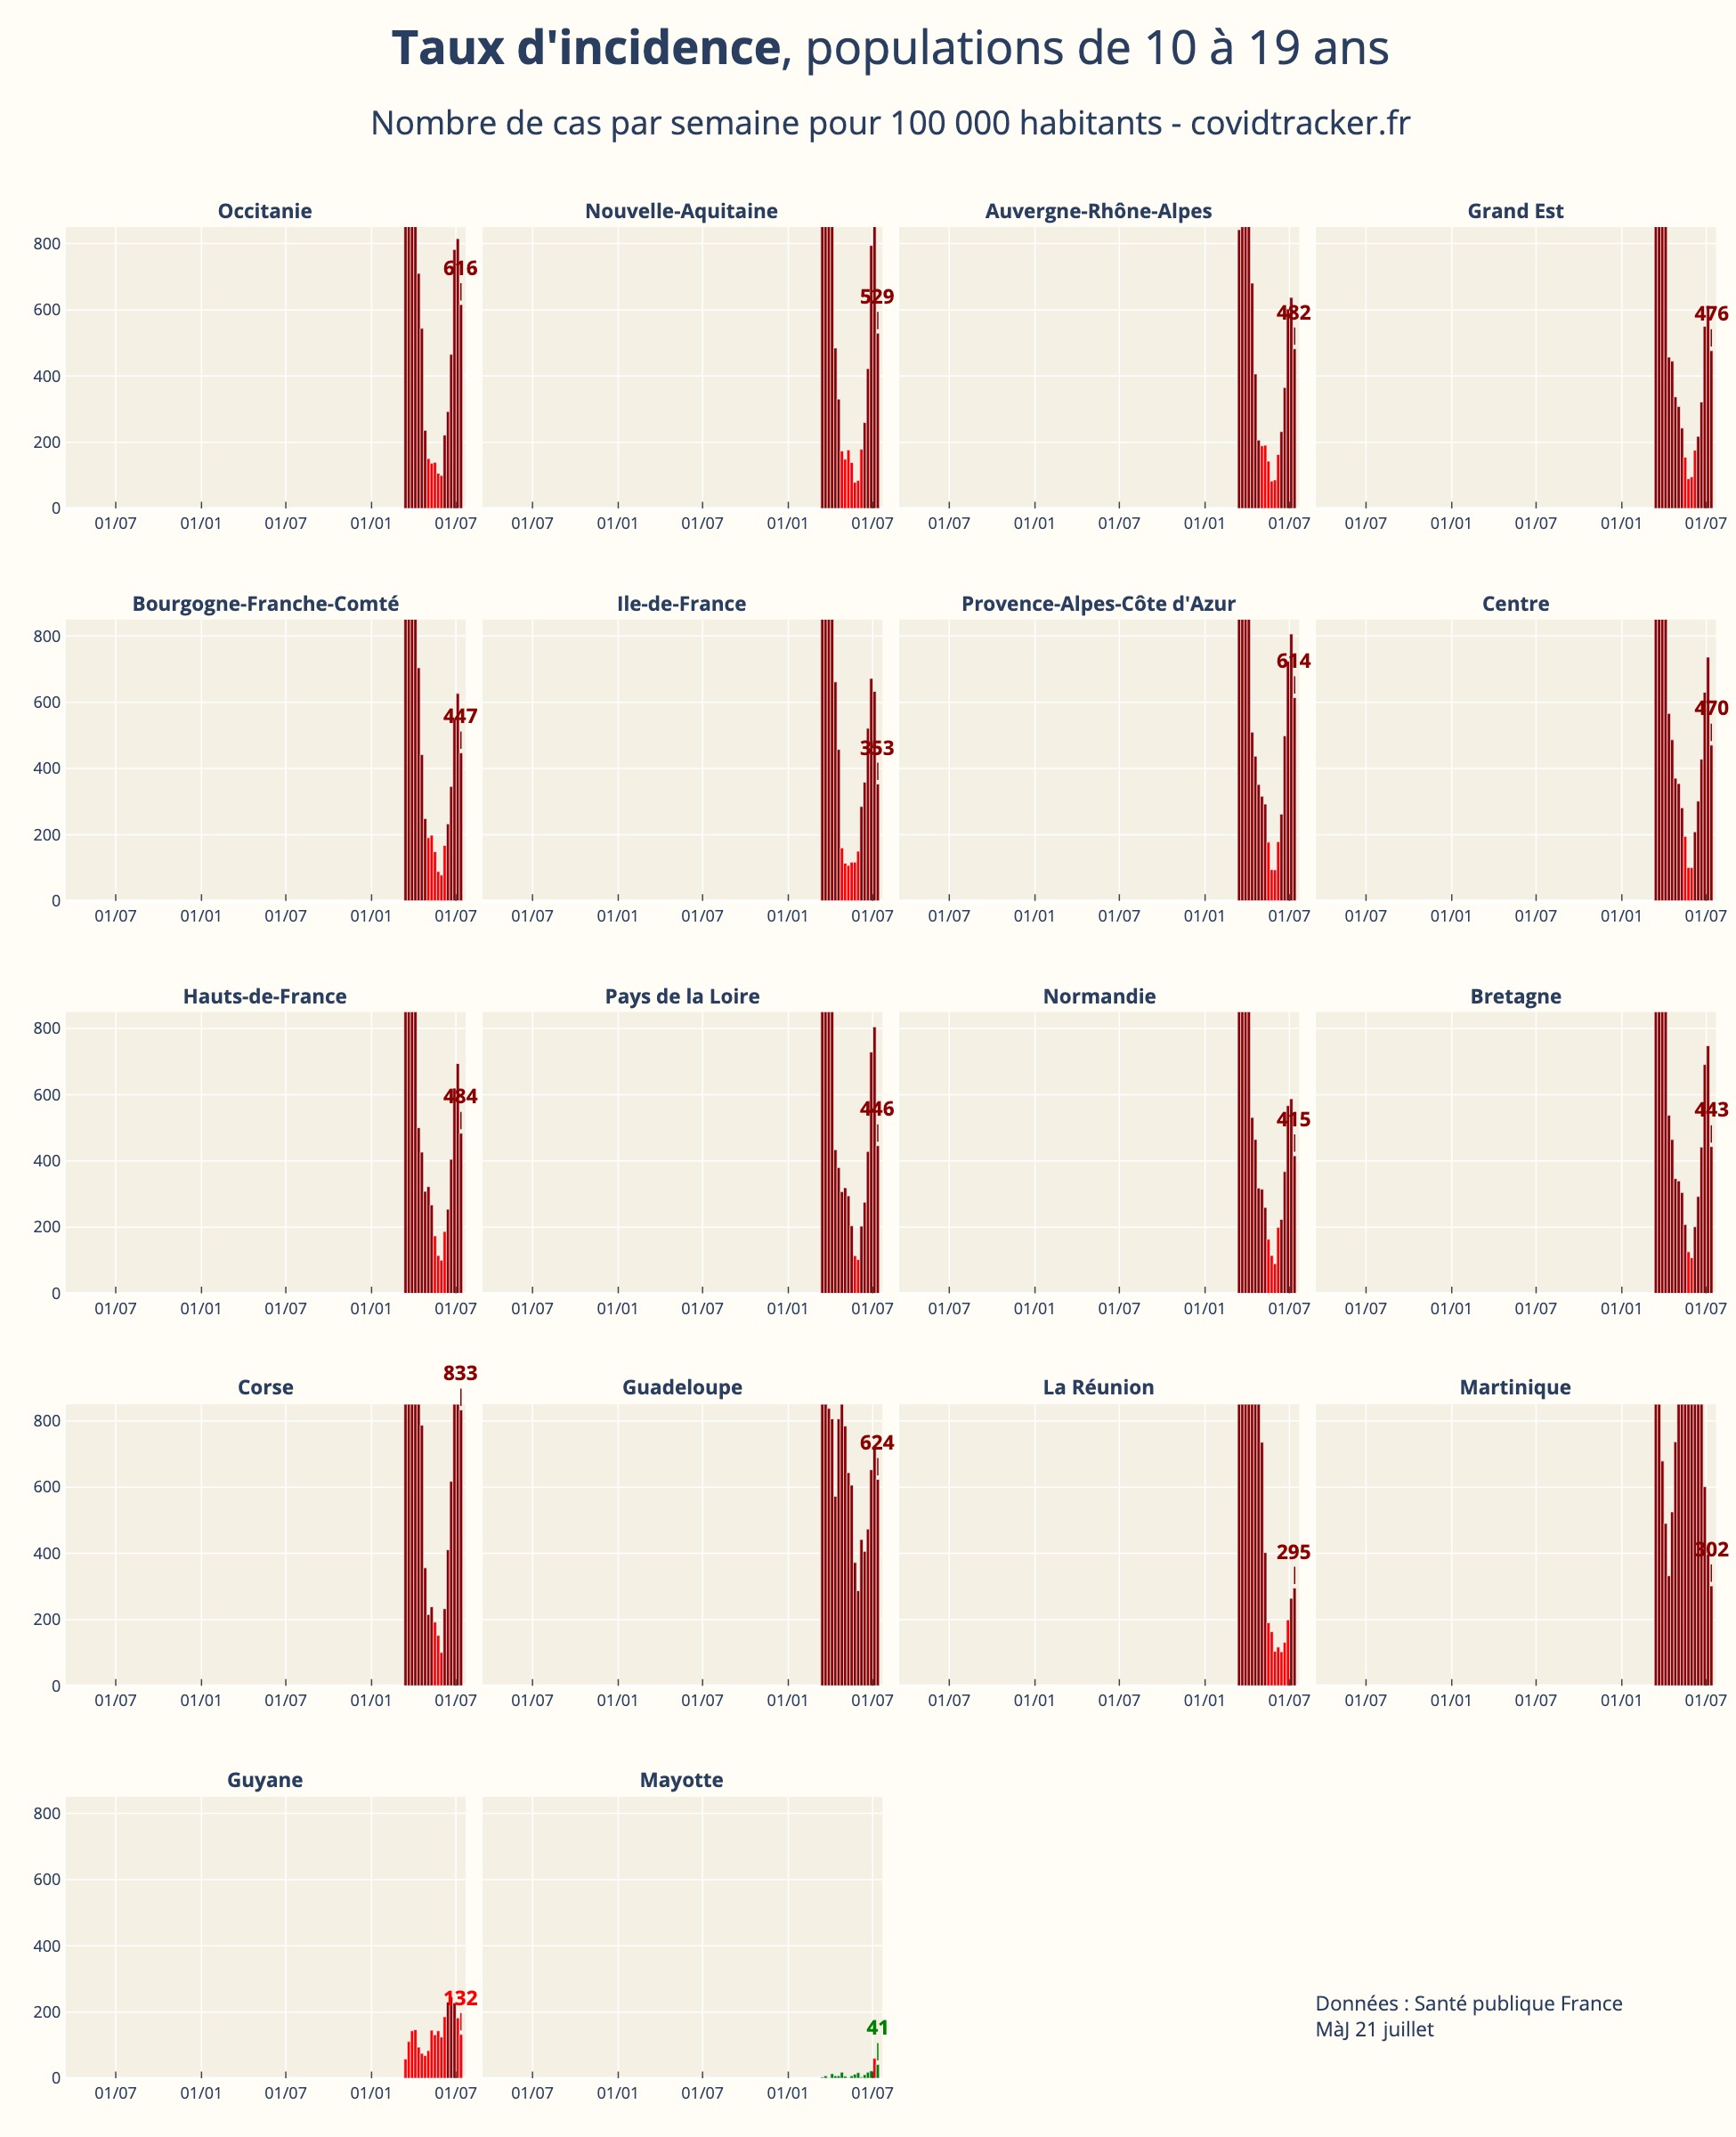 Taux d'incidence, populations de 10 à 19 ans
Nombre de cas par semaine pour 100 000 habitants - covidtracker.fr
Occitanie
Nouvelle-Aquitaine
Auvergne-Rhône-Alpes
Grand Est
800
600
400
200
0
616
529
482
476
01/07 01/01 01/07 01/01 01/07
01/07 01/01 01/07 01/01 01/07
01/07 01/01 01/07 01/01 01/07
01/07 01/01 01/07 01/01 01/07
Bourgogne-Franche-Comté
Ile-de-France
Provence-Alpes-Côte d'Azur
Centre
800
600
400
200
0
447
353
614
470
01/07 01/01 01/07 01/01 01/07
01/07 01/01 01/07 01/01 01/07
01/07 01/01 01/07 01/01 01/07
01/07 01/01 01/07 01/01 01/07
Hauts-de-France
Pays de la Loire
Normandie
Bretagne
800
600
400
200
0
484
446
415
443
01/07 01/01 01/07 01/01 01/07
01/07 01/01 01/07 01/01 01/07
01/07 01/01 01/07 01/01 01/07
01/07 01/01 01/07 01/01 01/07
Corse
Guadeloupe
La Réunion
Martinique
800
600
400
200
0
833
624
295
302
01/07 01/01 01/07 01/01 01/07
01/07 01/01 01/07 01/01 01/07
01/07 01/01 01/07 01/01 01/07
01/07 01/01 01/07 01/01 01/07
Guyane
Mayotte
800
600
400
200
0
132
41
01/07 01/01 01/07 01/01 01/07
01/07 01/01 01/07 01/01 01/07
Données : Santé publique France
MàJ 21 juillet